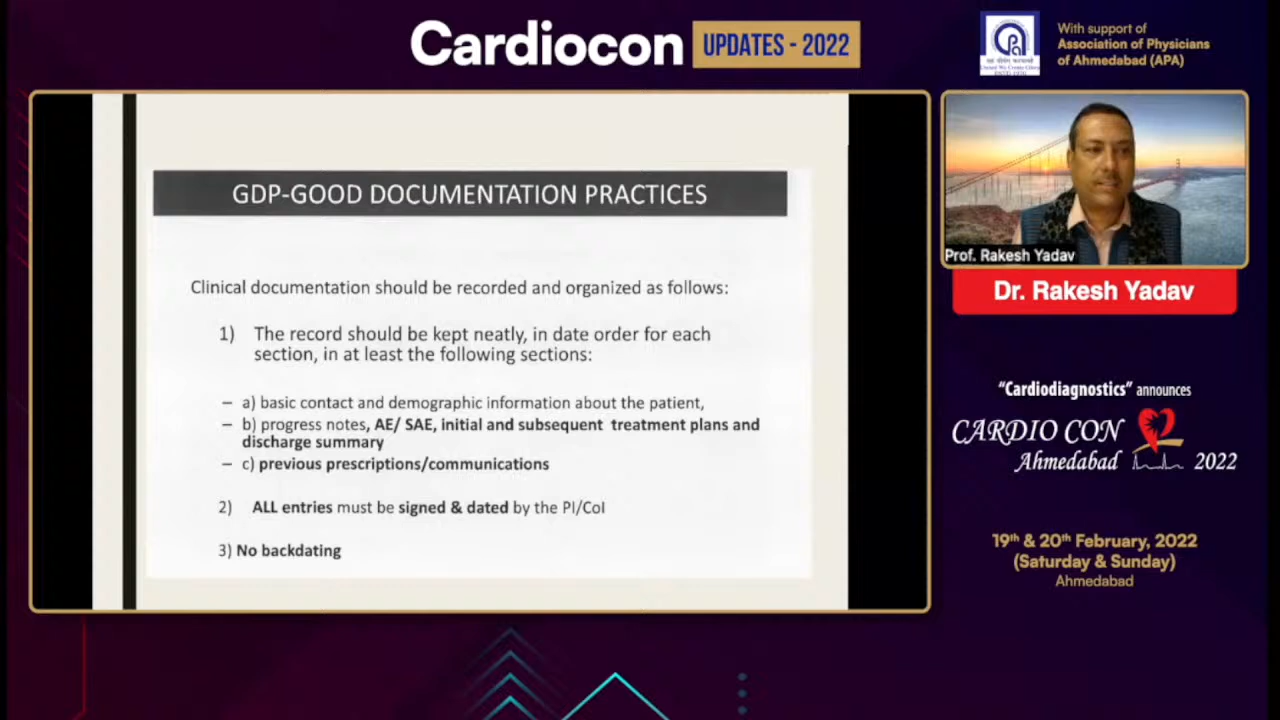 Cardiocon UPDATES - 2022
With support of
Association of Physicians
of Ahmedabad (APA)
GDP-GOOD DOCUMENTATION PRACTICES
Clinical documentation should be recorded and organized as follows:
1) The record should be kept neatly, in date order for each
section, in at least the following sections:
– a) basic contact and demographic information about the patient,
– b) progress notes, AE/ SAE, initial and subsequent treatment plans and
discharge summary
– c) previous prescriptions/communications
2) ALL entries must be signed & dated by the PI/CoI
3) No backdating
Prof. Rakesh Yadav
Dr. Rakesh Yadav
“Cardiodiagnostics” announces
CARDIO CON
Ahmedabad 2022
19th & 20th February, 2022
(Saturday & Sunday)
Ahmedabad